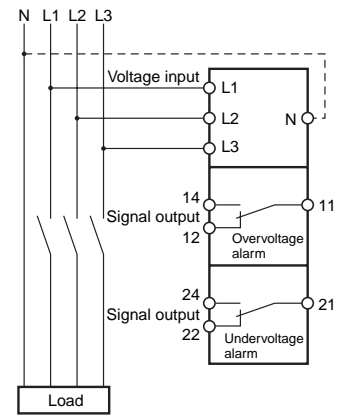 N L1 L2 L3
Voltage input
L1
L2
N
L3
14
11
Signal output
12
Overvoltage
alarm
24
21
Signal output
22
Undervoltage
alarm
Load